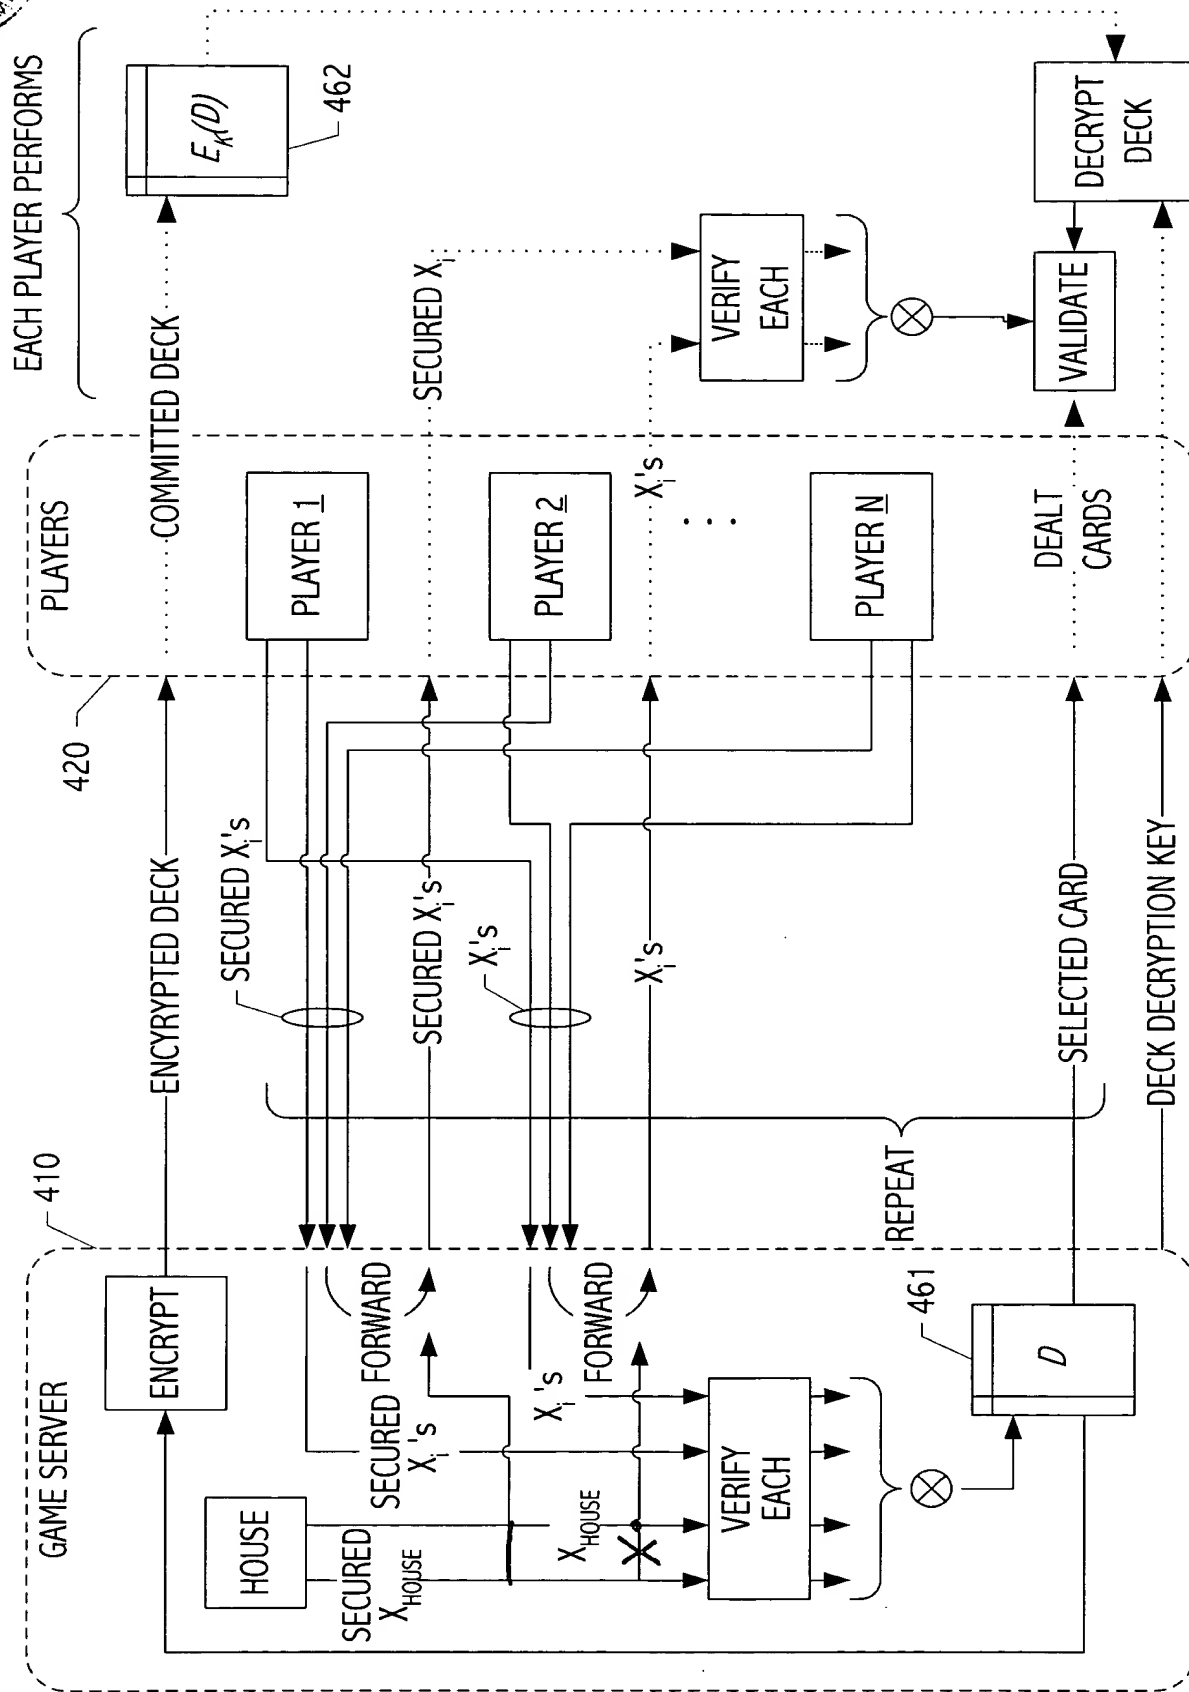 EACH PLAYER PERFORMS
E_K(D)
462
DECRYPT
DECK
SECURED X_i
VERIFY
EACH
VALIDATE
PLAYERS
COMMITTED DECK
PLAYER 1
PLAYER 2
X_i's
. . .
PLAYER N
DEALT
CARDS
420
ENCYRYPTED DECK
SECURED X_i's
SECURED X_i's
X_i's
X_i's
SELECTED CARD
DECK DECRYPTION KEY
REPEAT
410
GAME SERVER
ENCRYPT
FORWARD
SECURED
X_i's
FORWARD
X_i's
461
D
HOUSE
SECURED
X_HOUSE
X_HOUSE
VERIFY
EACH